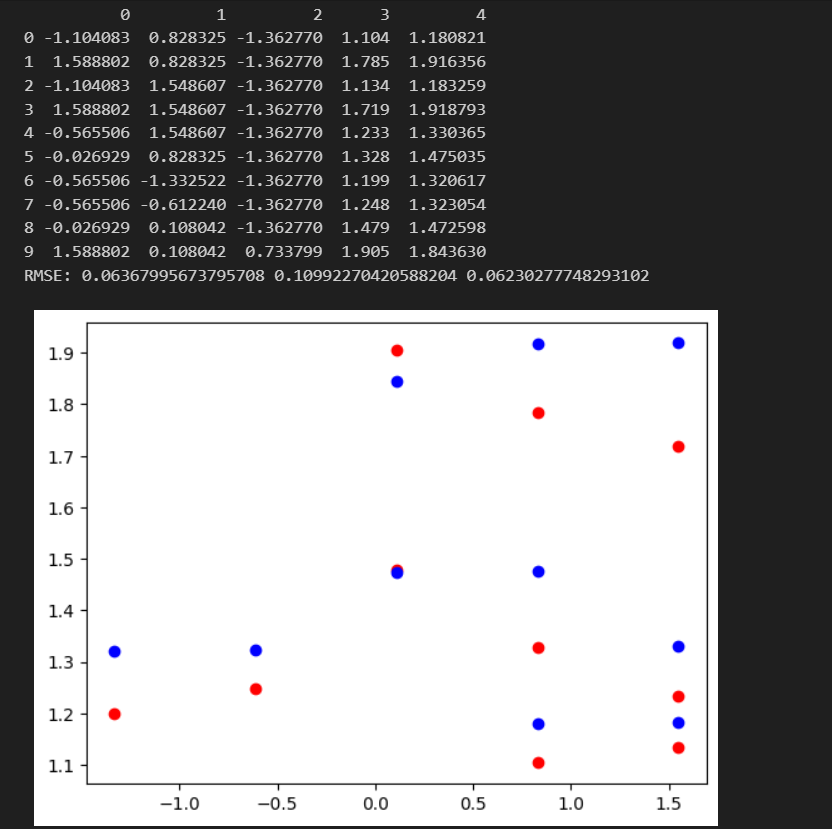 0 1 2 3 4
0 -1.104083 0.828325 -1.362770 1.104 1.180821
1 1.588802 0.828325 -1.362770 1.785 1.916356
2 -1.104083 1.548607 -1.362770 1.134 1.183259
3 1.588802 1.548607 -1.362770 1.719 1.918793
4 -0.565506 1.548607 -1.362770 1.233 1.330365
5 -0.026929 0.828325 -1.362770 1.328 1.475035
6 -0.565506 -1.332522 -1.362770 1.199 1.320617
7 -0.565506 -0.612240 -1.362770 1.248 1.323054
8 -0.026929 0.108042 -1.362770 1.479 1.472598
9 1.588802 0.108042 0.733799 1.905 1.843630
RMSE: 0.06367995673795708 0.10992270420588204 0.06230277748293102
1.9
1.8
1.7
1.6
1.5
1.4
1.3
1.2
1.1
−1.0 −0.5 0.0 0.5 1.0 1.5